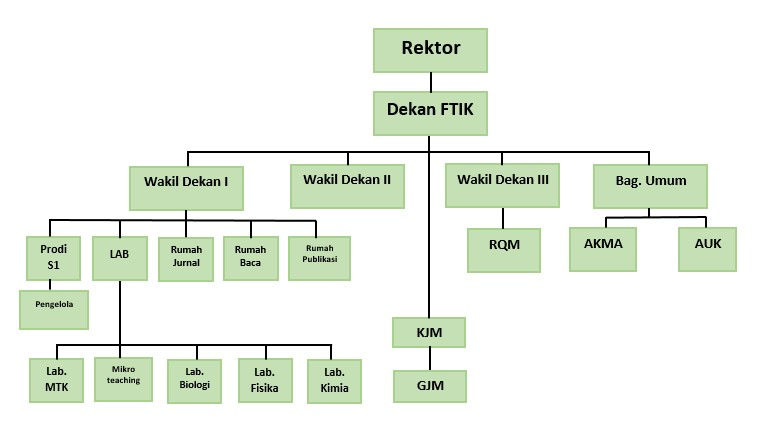 Rektor
Dekan FTIK
Wakil Dekan I
Wakil Dekan II
Wakil Dekan III
Bag. Umum
Prodi
S1
LAB
Rumah
Jurnal
Rumah
Baca
Rumah
Publikasi
RQM
AKMA
AUK
Pengelola
KJM
Lab.
MTK
Mikro
teaching
Lab.
Biologi
Lab.
Fisika
Lab.
Kimia
GJM